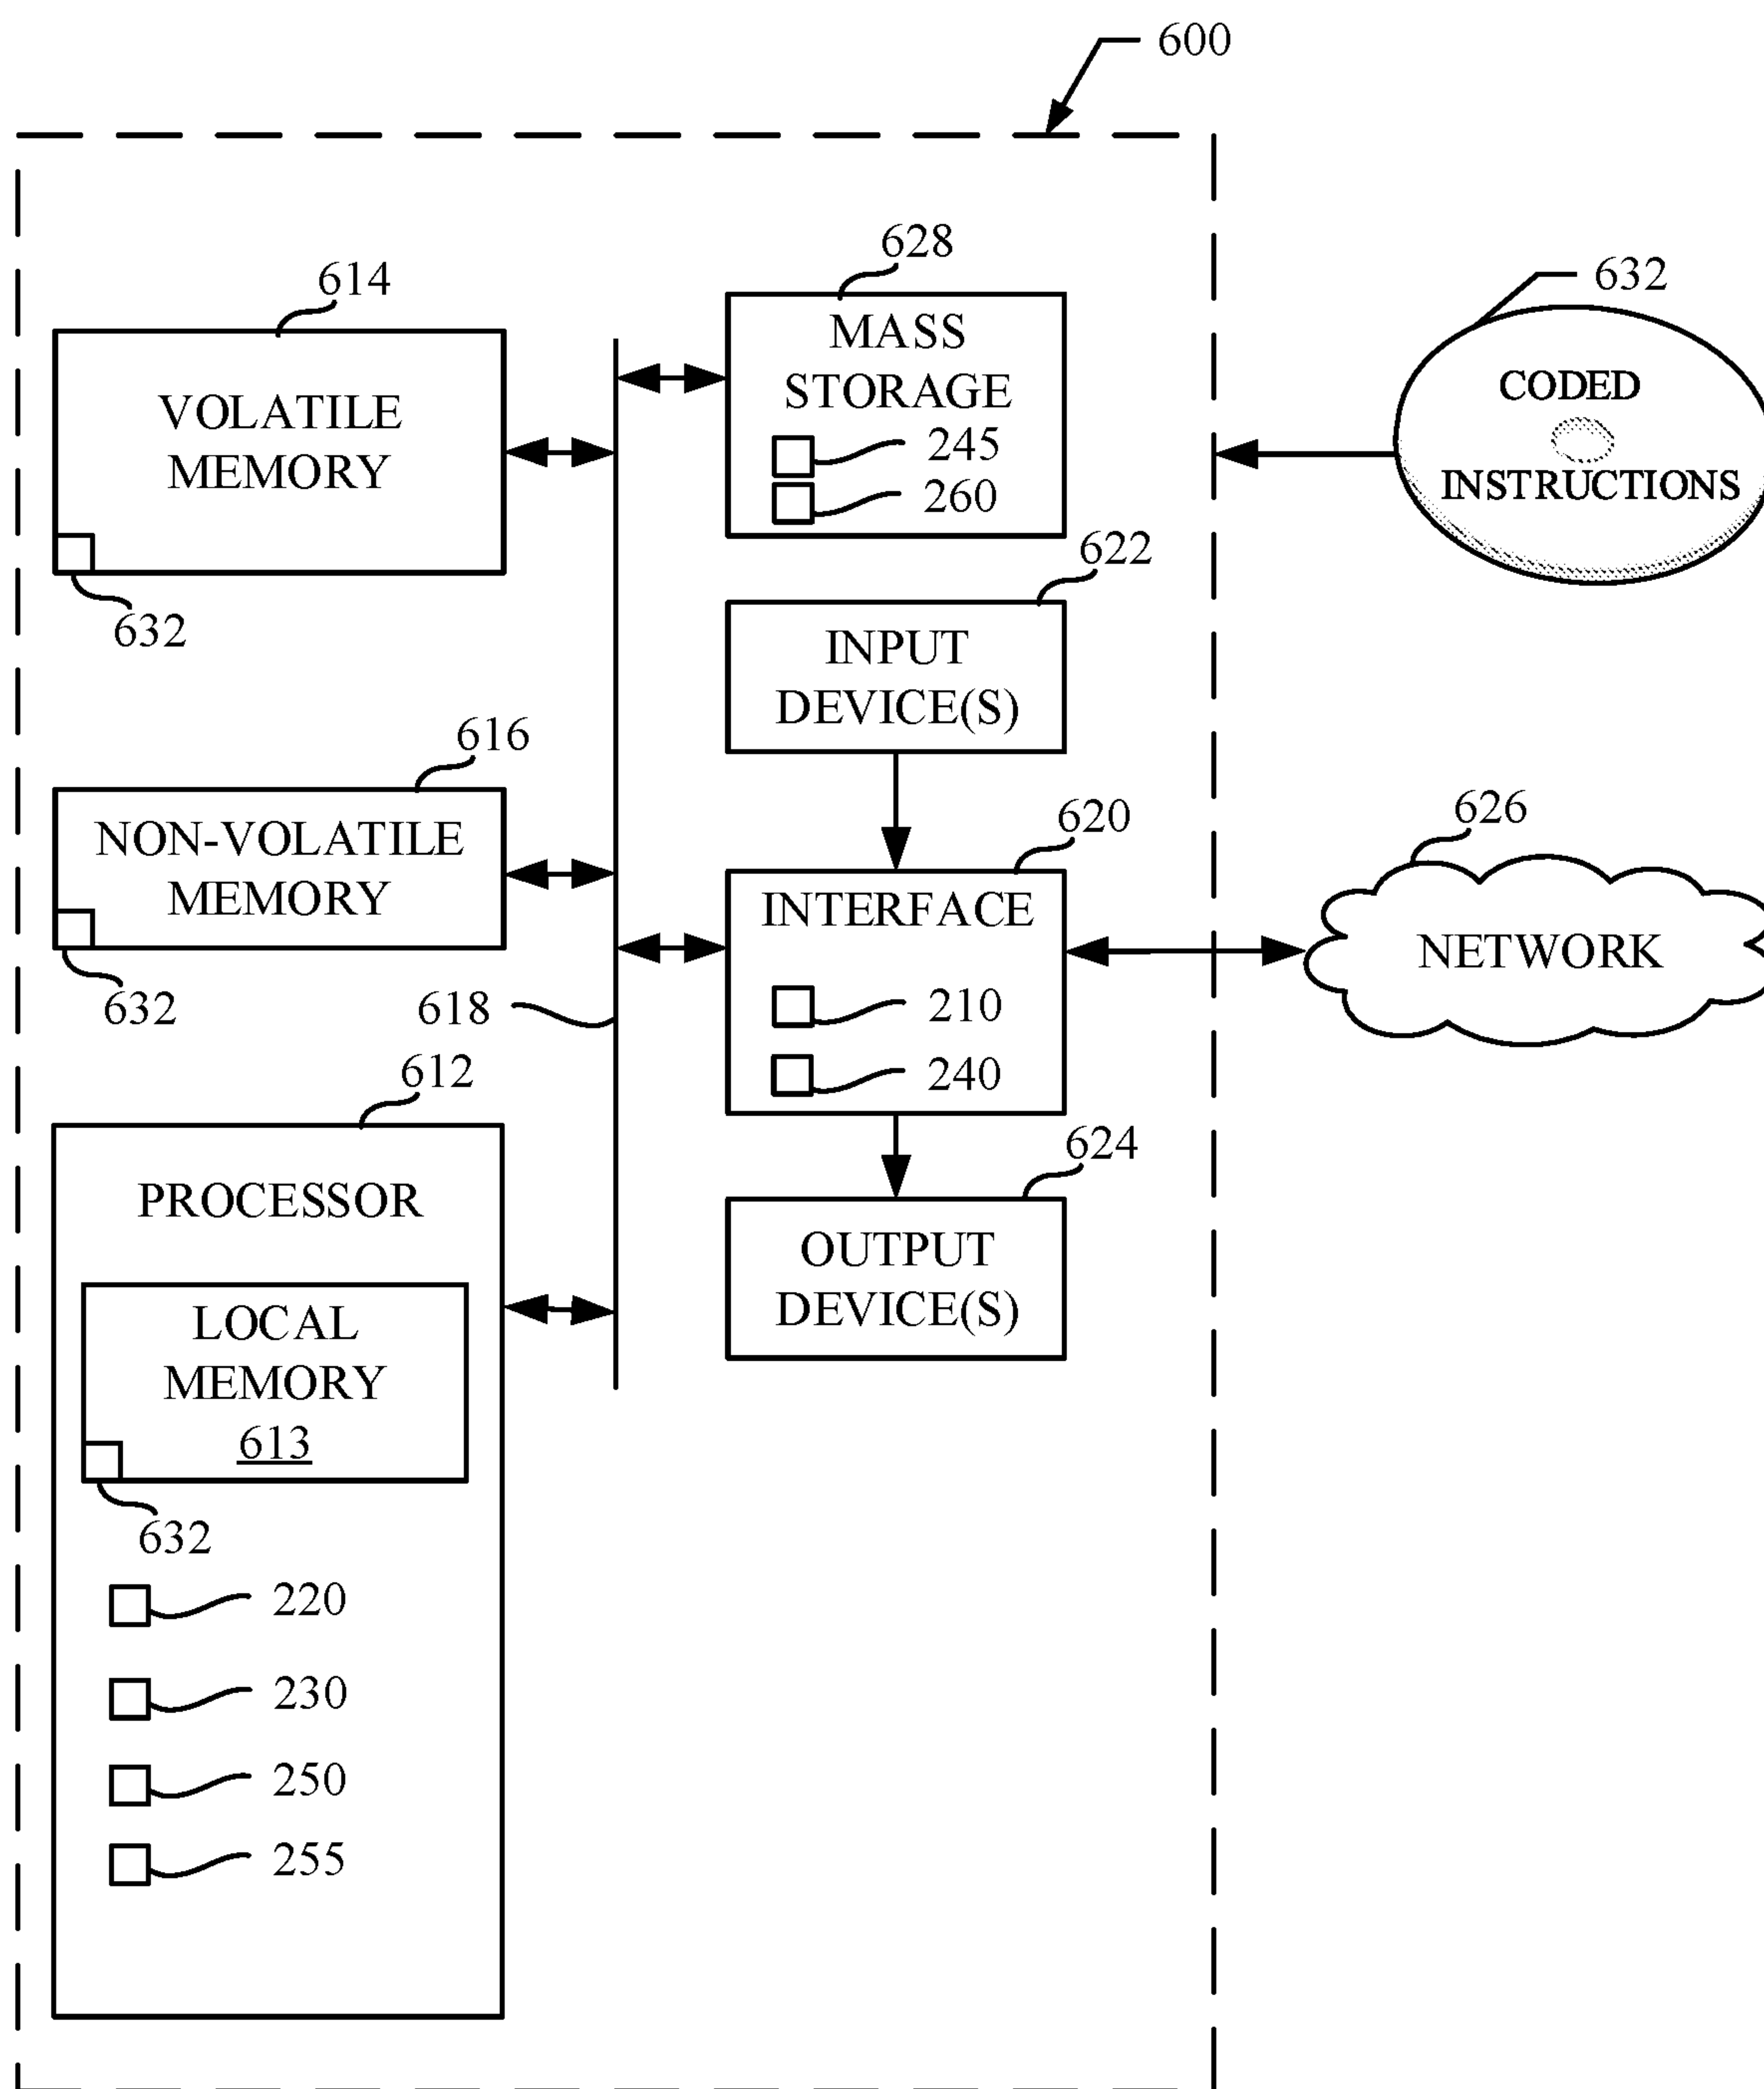 600
628
614
632
MASS
STORAGE
245
260
VOLATILE
MEMORY
632
CODED
INSTRUCTIONS
622
INPUT
DEVICE(S)
616
NON-VOLATILE
MEMORY
632
618
620
INTERFACE
210
240
626
NETWORK
612
PROCESSOR
LOCAL
MEMORY
613
632
220
230
250
255
624
OUTPUT
DEVICE(S)